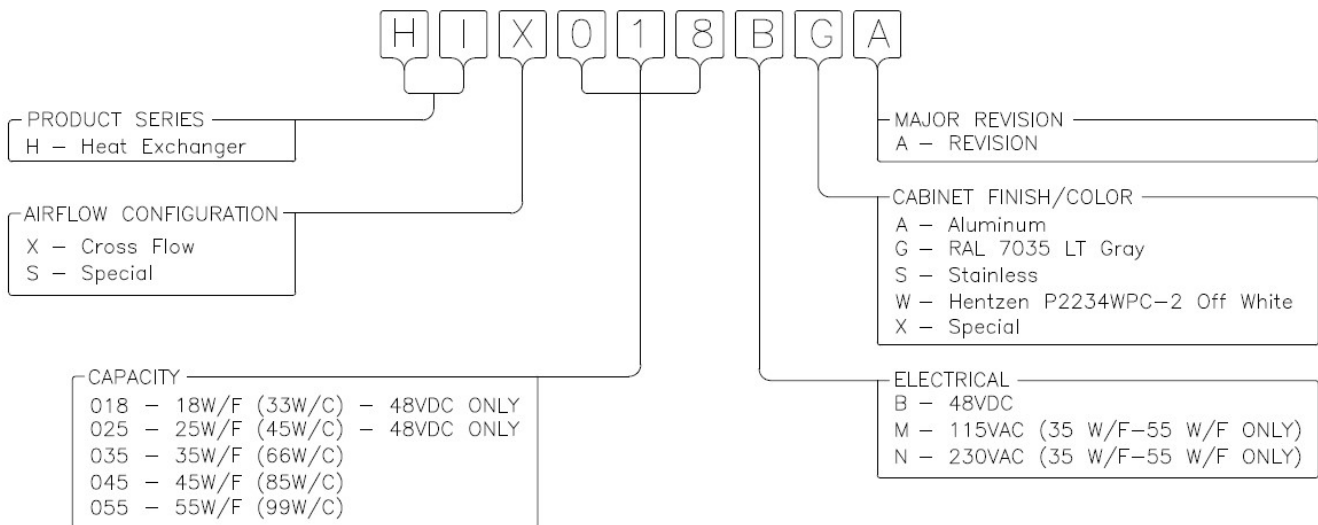 HIX018BGA
PRODUCT SERIES
H – Heat Exchanger
AIRFLOW CONFIGURATION
X – Cross Flow
S – Special
CAPACITY
018 – 18W/F (33W/C) – 48VDC ONLY
025 – 25W/F (45W/C) – 48VDC ONLY
035 – 35W/F (66W/C)
045 – 45W/F (85W/C)
055 – 55W/F (99W/C)
MAJOR REVISION
A – REVISION
CABINET FINISH/COLOR
A – Aluminum
G – RAL 7035 LT Gray
S – Stainless
W – Hentzen P2234WPC–2 Off White
X – Special
ELECTRICAL
B – 48VDC
M – 115VAC (35 W/F–55 W/F ONLY)
N – 230VAC (35 W/F–55 W/F ONLY)